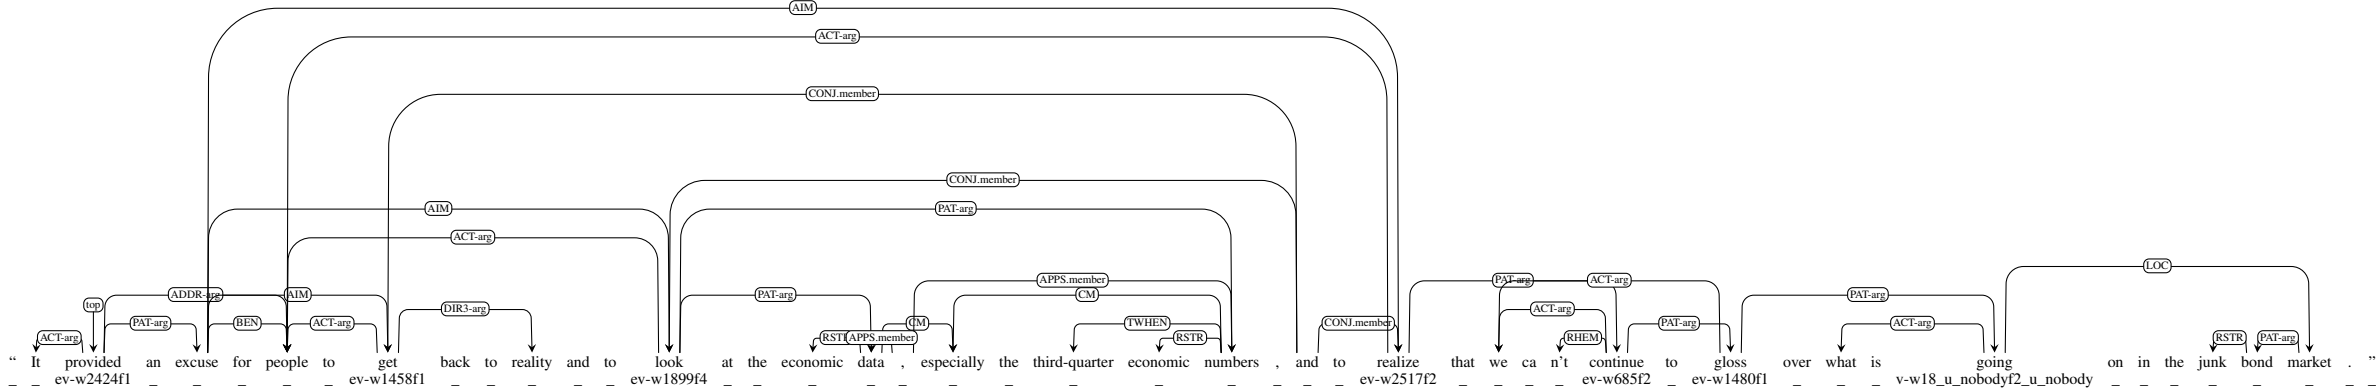 AIM
ACT-arg
CONJ.member
CONJ.member
AIM PAT-arg
ACT-arg
LOC
APPS.member PAT-arg ACT-arg
top ADDR-arg AIM PAT-arg CM PAT-arg
DIR3-arg ACT-arg
PAT-arg BEN ACT-arg CM TWHEN CONJ.member PAT-arg ACT-arg
ACT-arg APPS.member RSTR RHEM RSTR PAT-arg
“ It provided an excuse for people to get back to reality and to look at the economic data , especially the third-quarter economic numbers , and to realize that we ca n’t continue to gloss over what is going on in the junk bond market . ”
_ _ ev-w2424f1 _ _ _ _ _ ev-w1458f1 _ _ _ _ _ ev-w1899f4 _ _ _ _ _ _ _ _ _ _ _ _ _ ev-w2517f2 _ _ _ _ ev-w685f2 _ ev-w1480f1 _ _ _ v-w18_u_nobodyf2_u_nobody _ _ _ _ _ _ _ _